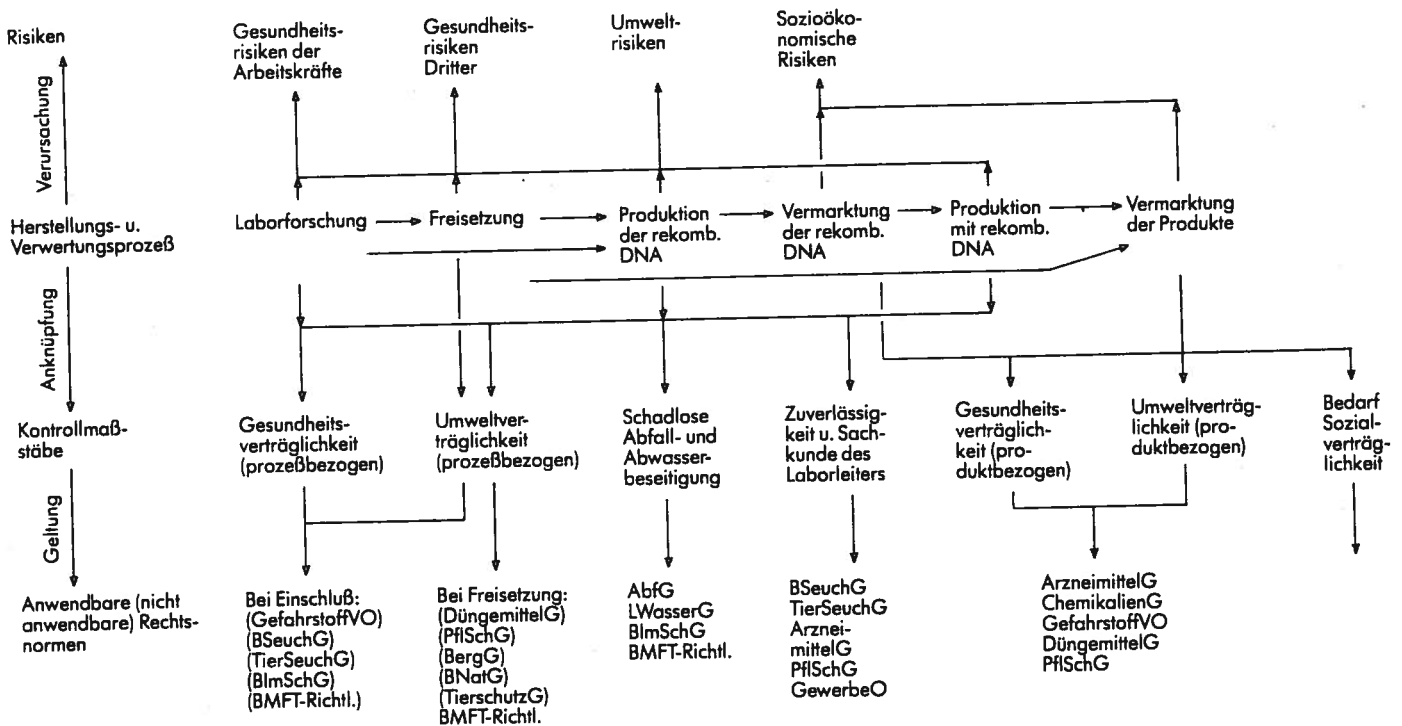 Risiken
Gesundheits-
risiken der
Arbeitskräfte
Gesundheits-
risiken
Dritter
Umwelt-
risiken
Sozioöko-
nomische
Risiken
Verursachung
Herstellungs- u.
Verwertungsprozeß
Laborforschung
Freisetzung
Produktion
der rekomb.
DNA
Vermarktung
der rekomb.
DNA
Produktion
mit rekomb.
DNA
Vermarktung
der Produkte
Anknüpfung
Kontrollmaß-
stäbe
Gesundheits-
verträglichkeit
(prozeßbezogen)
Umweltver-
träglichkeit
(prozeßbezogen)
Schadlose
Abfall- und
Abwasser-
beseitigung
Zuverlässig-
keit u. Sach-
kunde des
Laborleiters
Gesundheits-
verträglich-
keit (pro-
duktbezogen)
Umweltverträg-
lichkeit (pro-
duktbezogen)
Bedarf
Sozial-
verträg-
lichkeit
Geltung
Anwendbare (nicht
anwendbare) Rechts-
normen
Bei Einschluß:
(GefahrstoffVO)
(BSeuchG)
(TierSeuchG)
(BImSchG)
(BMFT-Richtl.)
Bei Freisetzung:
(DüngemittelG)
(PflSchG)
(BergG)
(BNatG)
(TierschutzG)
BMFT-Richtl.
AbfG
LWasserG
BImSchG
BMFT-Richtl.
BSeuchG
TierSeuchG
Arznei-
mittelG
PflSchG
GewerbeO
ArzneimittelG
ChemikalienG
GefahrstoffVO
DüngemittelG
PflSchG